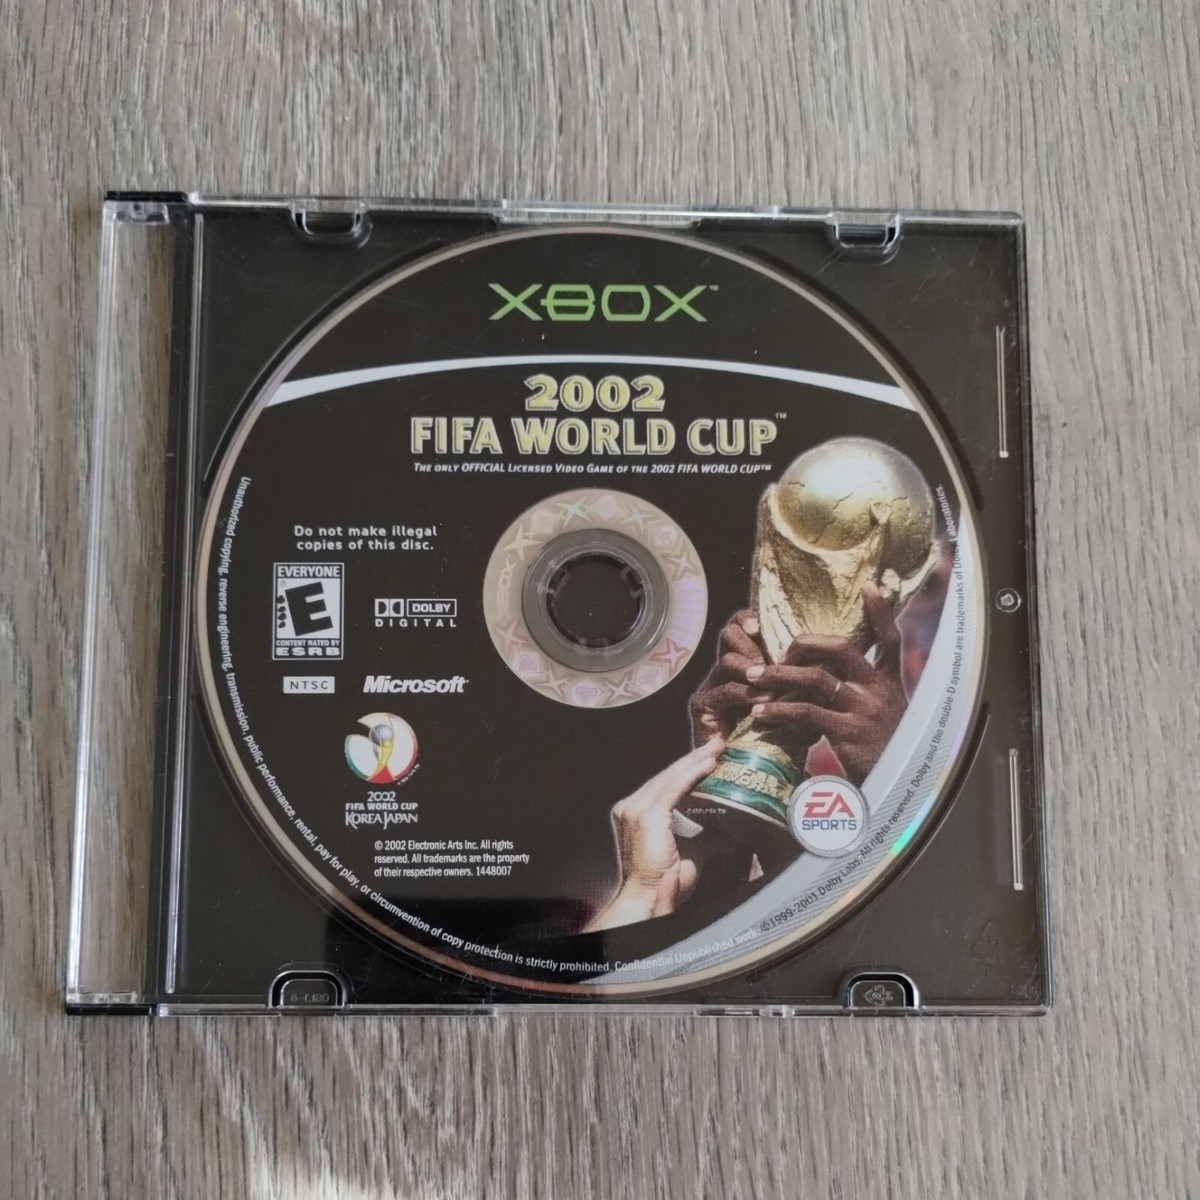 XBOX™
2002
FIFA WORLD CUP™
THE ONLY OFFICIAL LICENSED VIDEO GAME OF THE 2002 FIFA WORLD CUP™
Do not make illegal
copies of this disc.
EVERYONE
E
CONTENT RATED BY
ESRB
DOLBY
DIGITAL
NTSC
Microsoft
2002
FIFA WORLD CUP
KOREA JAPAN
EA
SPORTS
© 2002 Electronic Arts Inc. All rights
reserved. All trademarks are the property
of their respective owners. 1448007
Unauthorized copying, reverse engineering, transmission, public performance, rental, pay for play, or circumvention of copy protection is strictly prohibited. Confidential Unpublished work. ©1999-2001 Dolby Labs. All rights reserved. Dolby and the double-D symbol are trademarks of Dolby Laboratories.